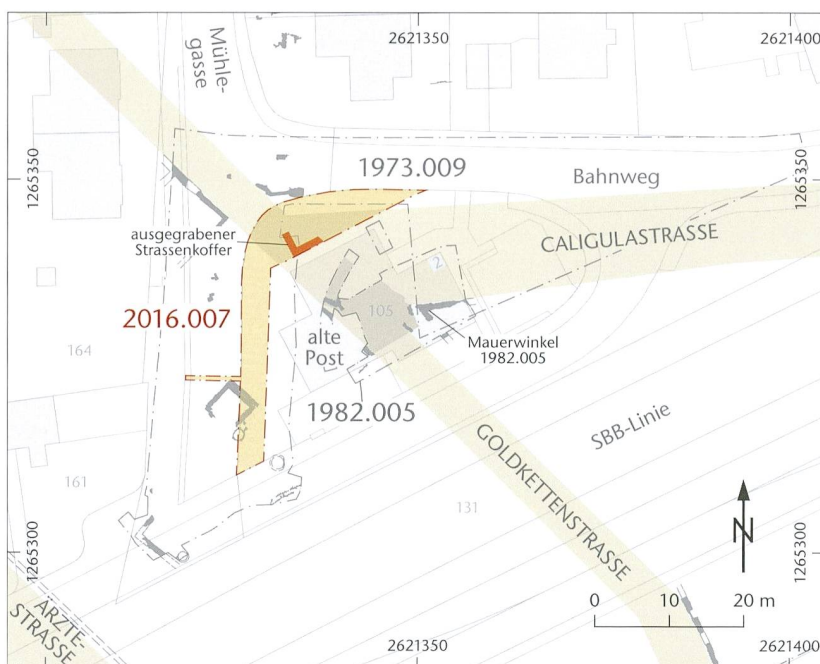 2621350
2621400
Mühle-
gasse
1265350
1265350
1973.009
Bahnweg
ausgegrabener
Strassenkoffer
CALIGULASTRASSE
2
2016.007
105
164
alte
Post
Mauerwinkel
1982.005
1982.005
SBB-Linie
GOLDKETTENSTRASSE
161
131
N
1265300
1265300
ARZTE-
STRASSE
0
10
20 m
2621350
2621400